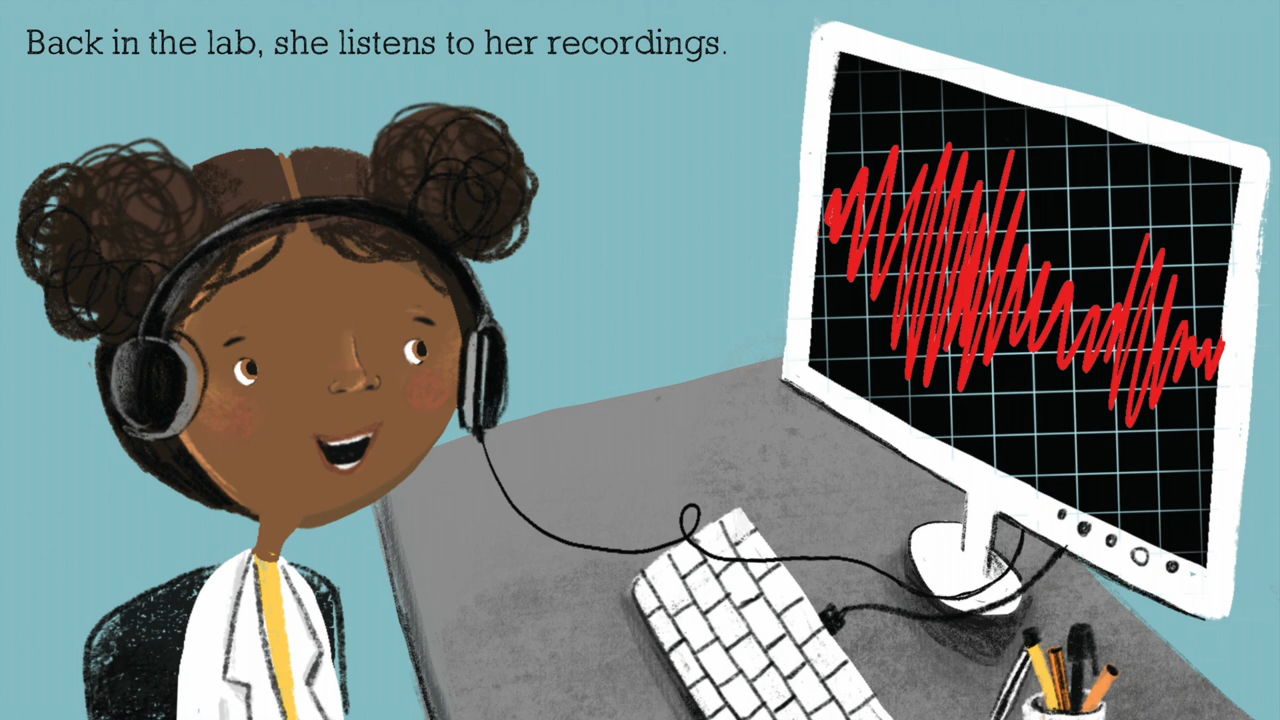 Back in the lab, she listens to her recordings.